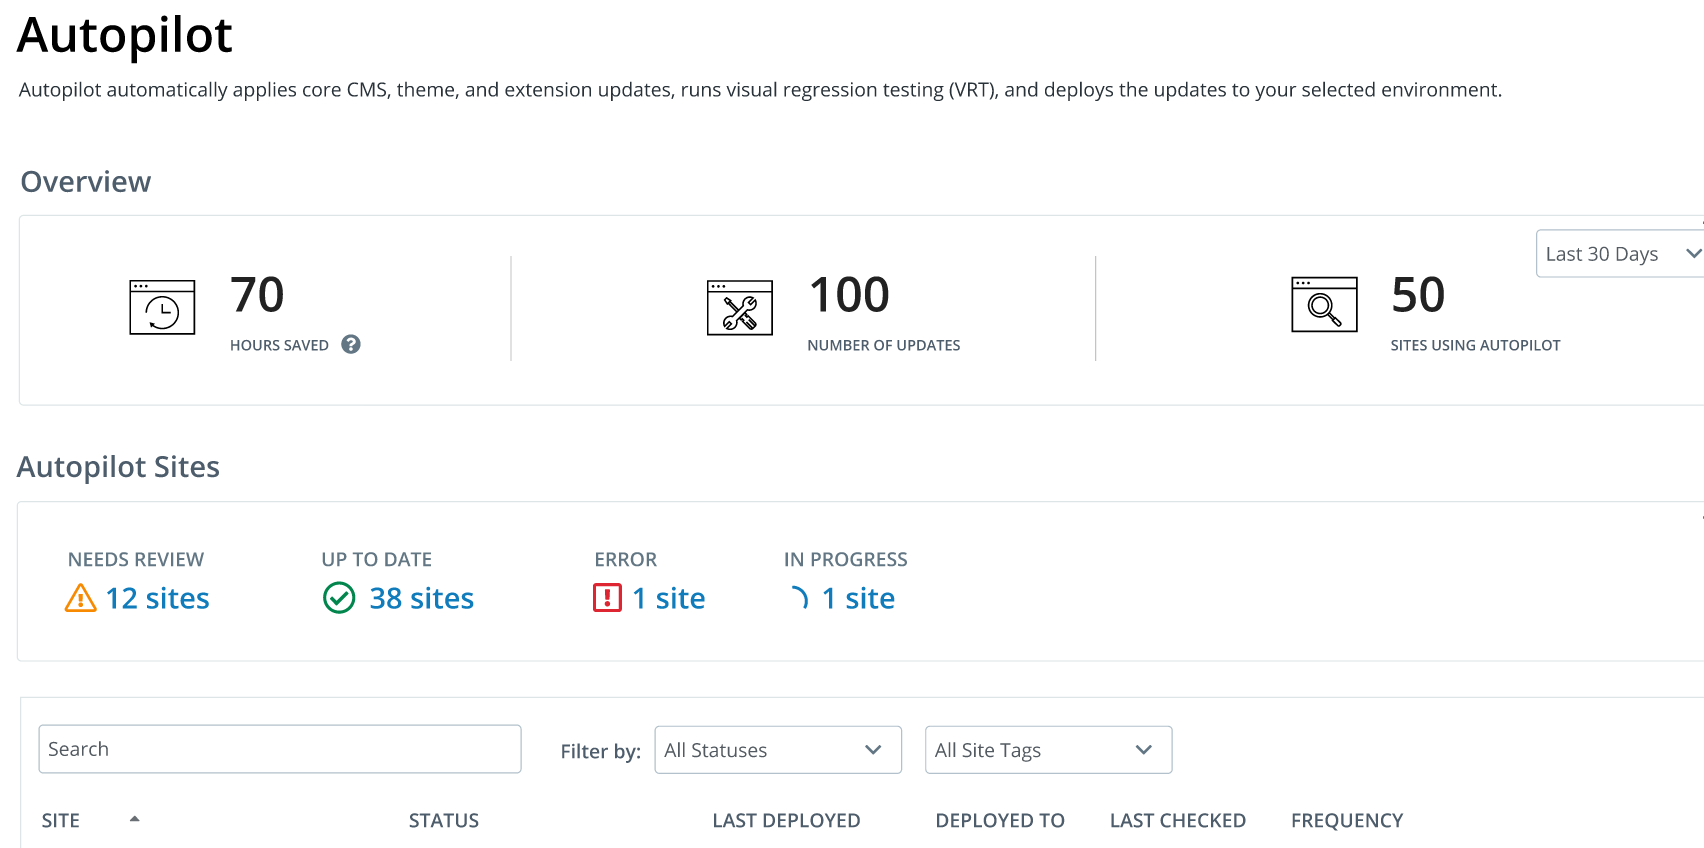 Autopilot
Autopilot automatically applies core CMS, theme, and extension updates, runs visual regression testing (VRT), and deploys the updates to your selected environment.
Overview
Last 30 Days
70
HOURS SAVED ?
100
NUMBER OF UPDATES
50
SITES USING AUTOPILOT
Autopilot Sites
NEEDS REVIEW
12 sites
UP TO DATE
38 sites
ERROR
1 site
IN PROGRESS
1 site
Search
Filter by:
All Statuses
All Site Tags
SITE STATUS LAST DEPLOYED DEPLOYED TO LAST CHECKED FREQUENCY